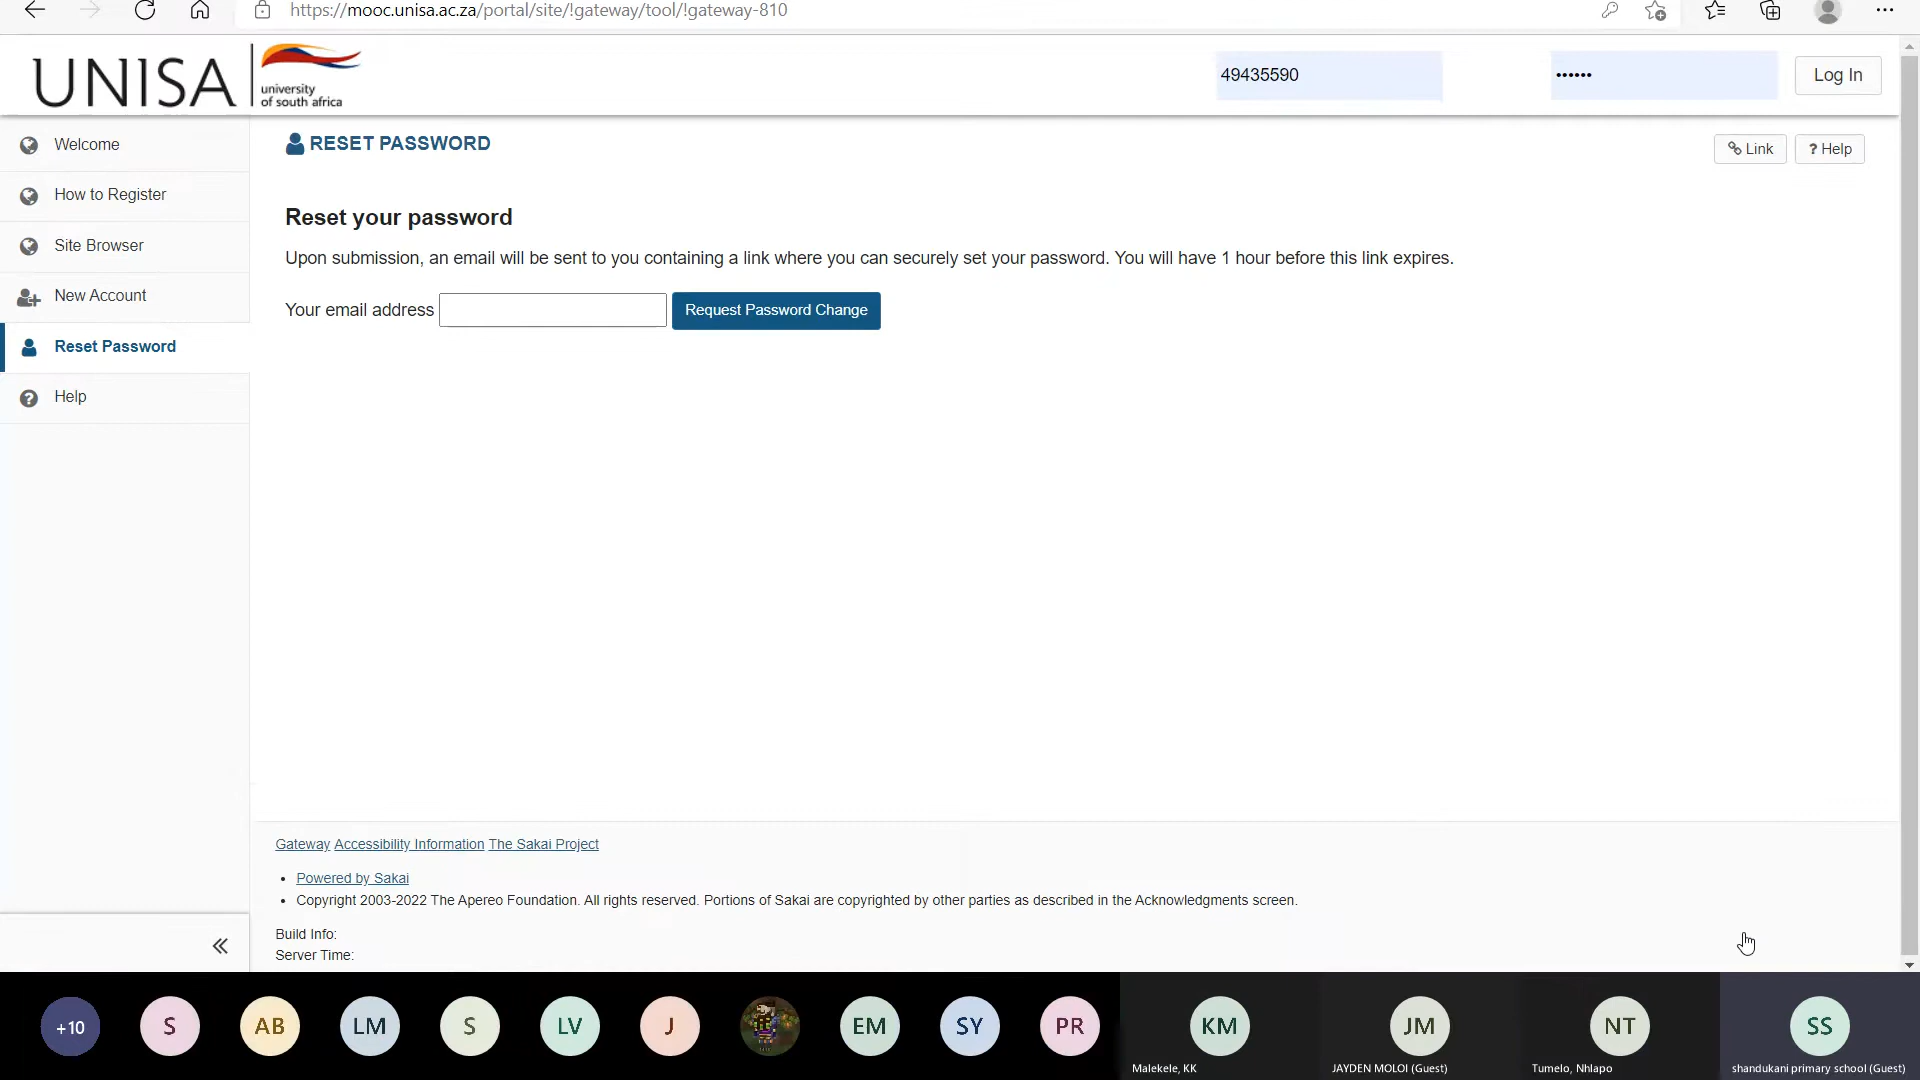 https://mooc.unisa.ac.za/portal/site/!gateway/tool/!gateway-810
UNISA
university
of south africa
49435590
••••••
Log In
Welcome
How to Register
Site Browser
New Account
Reset Password
Help
RESET PASSWORD
Link
? Help
Reset your password
Upon submission, an email will be sent to you containing a link where you can securely set your password. You will have 1 hour before this link expires.
Your email address
Request Password Change
Gateway Accessibility Information The Sakai Project
• Powered by Sakai
• Copyright 2003-2022 The Apereo Foundation. All rights reserved. Portions of Sakai are copyrighted by other parties as described in the Acknowledgments screen.
Build Info:
Server Time:
+10
S
AB
LM
S
LV
J
EM
SY
PR
KM
Malekele, KK
JM
JAYDEN MOLOI (Guest)
NT
Tumelo, Nhlapo
SS
shandukani primary school (Guest)